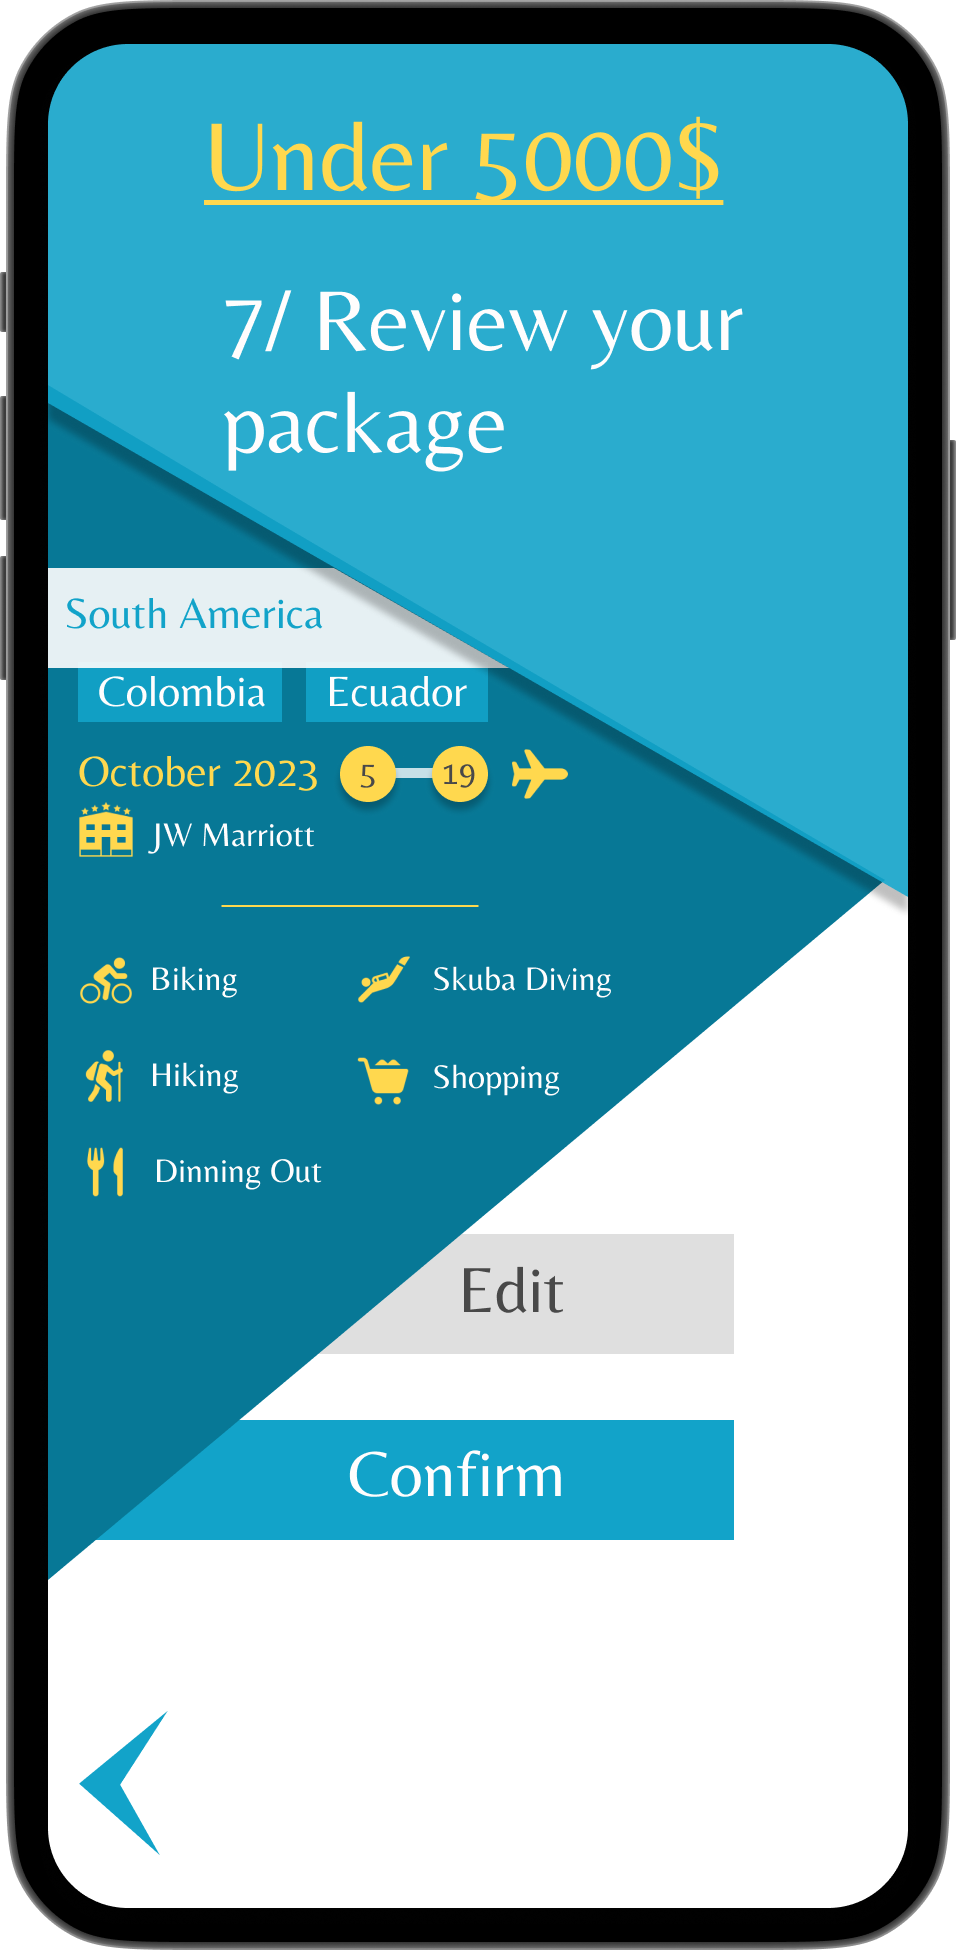 Under 5000$
7/ Review your
package
South America
Colombia Ecuador
October 2023 5 19
JW Marriott
Biking Skuba Diving
Hiking Shopping
Dinning Out
Edit
Confirm